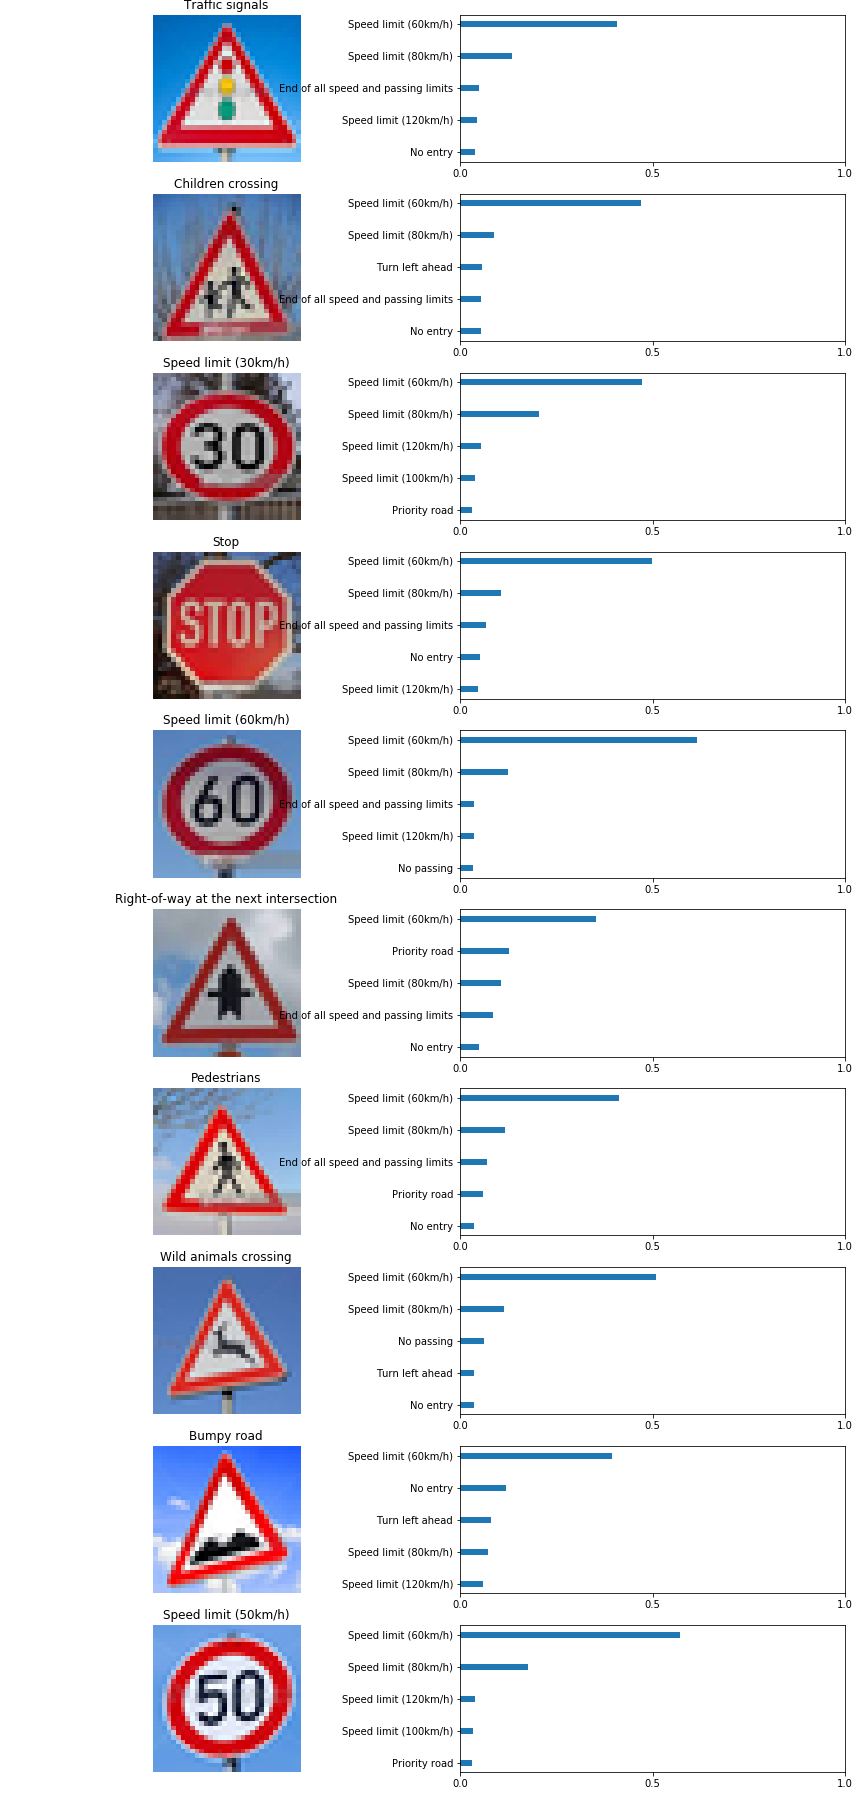 Traffic signals
Speed limit (60km/h)
Speed limit (80km/h)
End of all speed and passing limits
Speed limit (120km/h)
No entry
0.0 0.5 1.0
Children crossing
Speed limit (60km/h)
Speed limit (80km/h)
Turn left ahead
End of all speed and passing limits
No entry
0.0 0.5 1.0
Speed limit (30km/h)
30
Speed limit (60km/h)
Speed limit (80km/h)
Speed limit (120km/h)
Speed limit (100km/h)
Priority road
0.0 0.5 1.0
Stop
STOP
Speed limit (60km/h)
Speed limit (80km/h)
End of all speed and passing limits
No entry
Speed limit (120km/h)
0.0 0.5 1.0
Speed limit (60km/h)
60
Speed limit (60km/h)
Speed limit (80km/h)
End of all speed and passing limits
Speed limit (120km/h)
No passing
0.0 0.5 1.0
Right-of-way at the next intersection
Speed limit (60km/h)
Priority road
Speed limit (80km/h)
End of all speed and passing limits
No entry
0.0 0.5 1.0
Pedestrians
Speed limit (60km/h)
Speed limit (80km/h)
End of all speed and passing limits
Priority road
No entry
0.0 0.5 1.0
Wild animals crossing
Speed limit (60km/h)
Speed limit (80km/h)
No passing
Turn left ahead
No entry
0.0 0.5 1.0
Bumpy road
Speed limit (60km/h)
No entry
Turn left ahead
Speed limit (80km/h)
Speed limit (120km/h)
0.0 0.5 1.0
Speed limit (50km/h)
50
Speed limit (60km/h)
Speed limit (80km/h)
Speed limit (120km/h)
Speed limit (100km/h)
Priority road
0.0 0.5 1.0